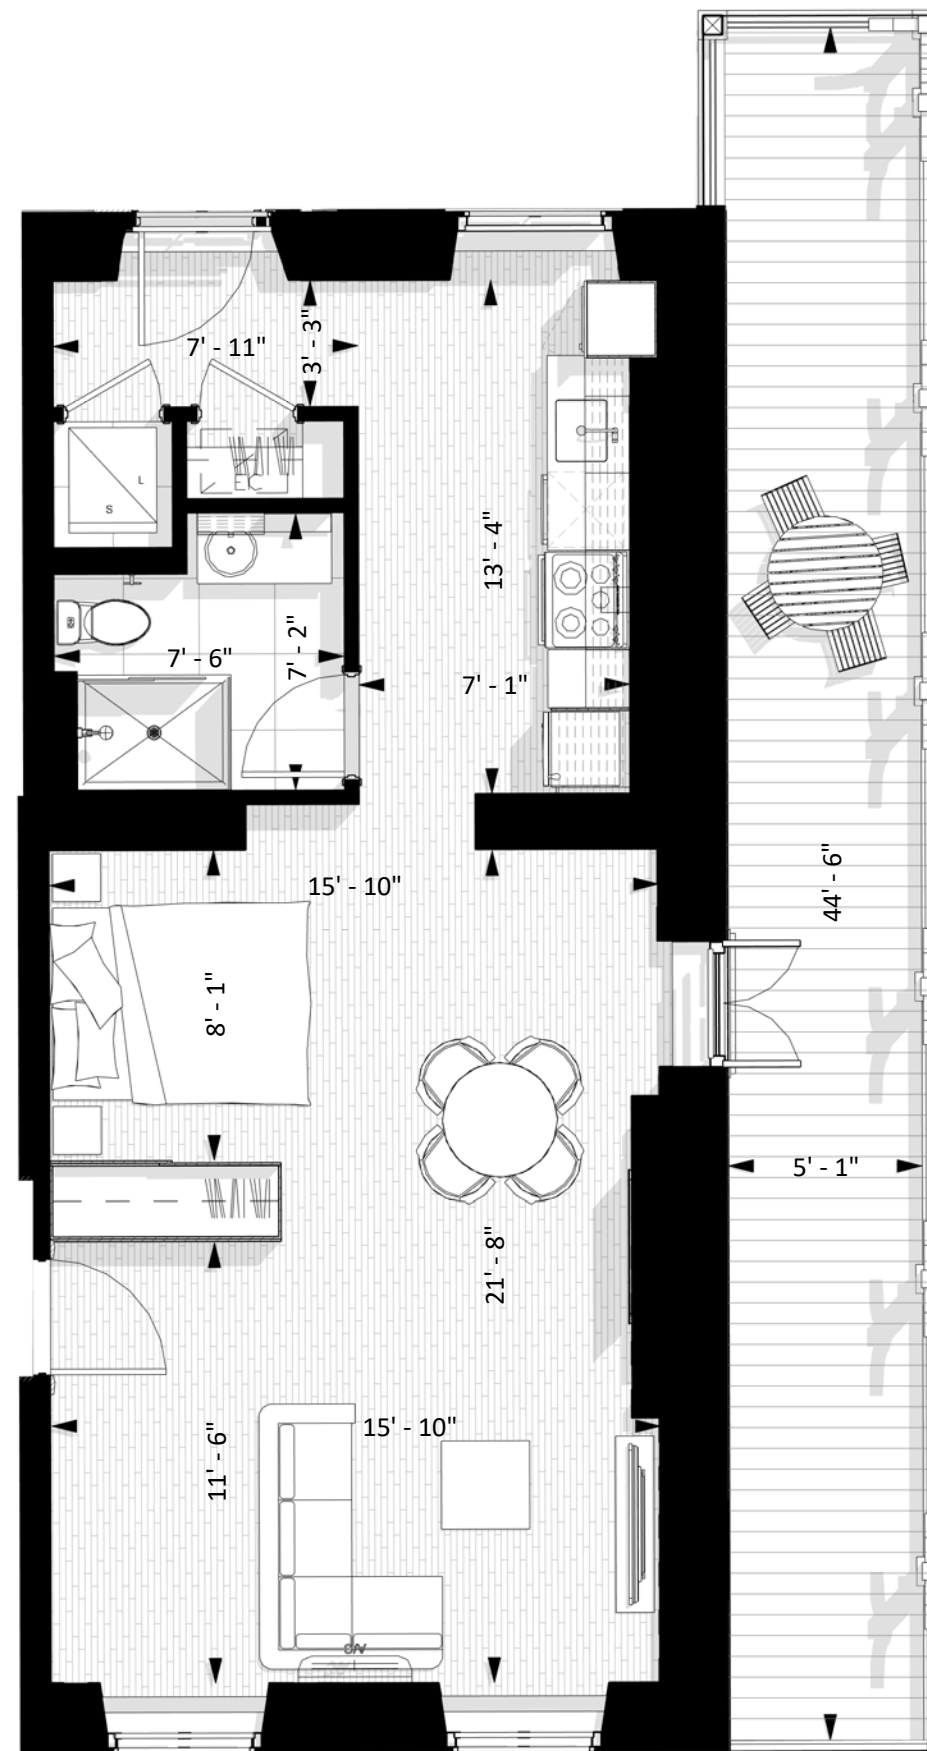 7' - 11"
3' - 3"
L
S
13' - 4"
7' - 2"
7' - 6"
7' - 1"
15' - 10"
44' - 6"
8' - 1"
5' - 1"
21' - 8"
15' - 10"
11' - 6"